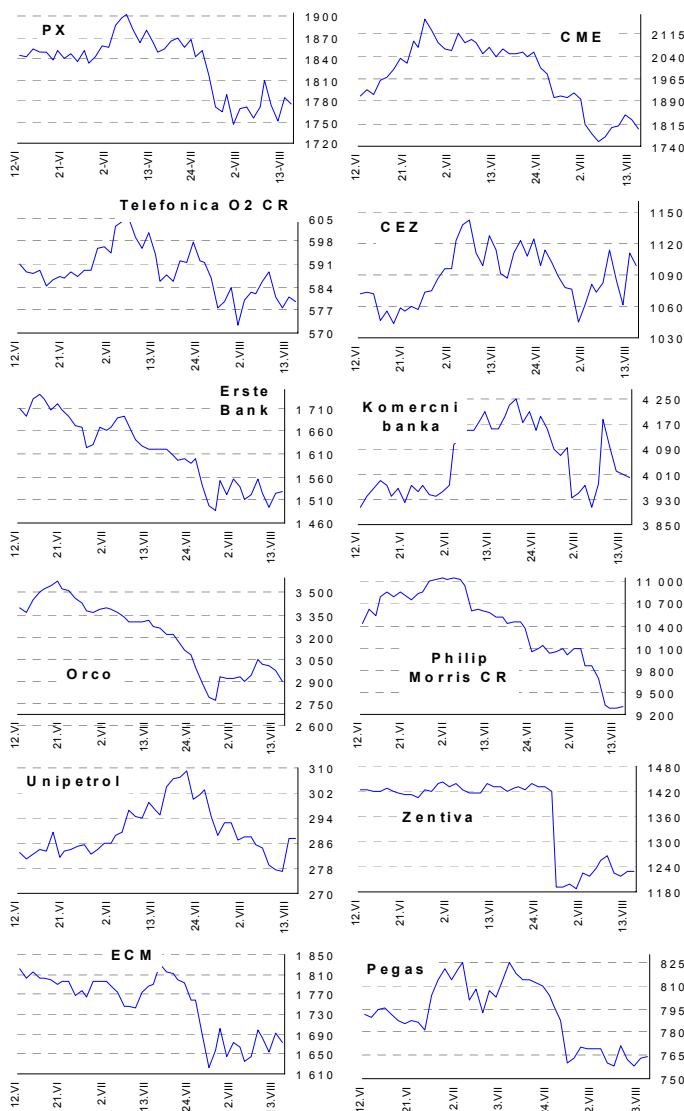 PX
1900
1870
1840
1810
1780
1750
1720
12-VI
21-VI
2-VII
13-VII
24-VII
2-VIII
13-VIII
CME
2115
2040
1965
1890
1815
1740
12.VI
21.VI
2.VII
13.VII
24.VII
2.VIII
13.VIII
Telefonica O2 CR
605
598
591
584
577
570
12.VI
21.VI
2.VII
13.VII
24.VII
2.VIII
13.VIII
CEZ
1150
1120
1090
1060
1030
12.VI
21.VI
2.VII
13.VII
24.VII
2.VIII
13.VIII
Erste
Bank
1 710
1 660
1 610
1 560
1 510
1 460
12.VI
21.VI
2.VII
13.VII
24.VII
2.VIII
13.VIII
Komercni
banka
4 250
4 170
4 090
4 010
3 930
3 850
12.VI
21.VI
2.VII
13.VII
24.VII
2.VIII
13.VIII
Orco
3 500
3 350
3 200
3 050
2 900
2 750
2 600
12.VI
21.VI
2.VII
13.VII
24.VII
2.VIII
13.VIII
Philip
Morris CR
11 000
10 700
10 400
10 100
9 800
9 500
9 200
12.VI
21.VI
2.VII
13.VII
24.VII
2.VIII
13.VIII
Unipetrol
310
302
294
286
278
270
12.VI
21.VI
2.VII
13.VII
24.VII
2.VIII
13.VIII
Zentiva
1480
1420
1360
1300
1240
1180
12.VI
21.VI
2.VII
13.VII
24.VII
2.VIII
13.VIII
ECM
1 850
1 810
1 770
1 730
1 690
1 650
1 610
12.VI
21.VI
2.VII
13.VII
24.VII
2.VIII
13.VIII
Pegas
825
810
795
780
765
750
12.VI
21.VI
3.VII
13.VII
24.VII
2.VIII
3.VIII